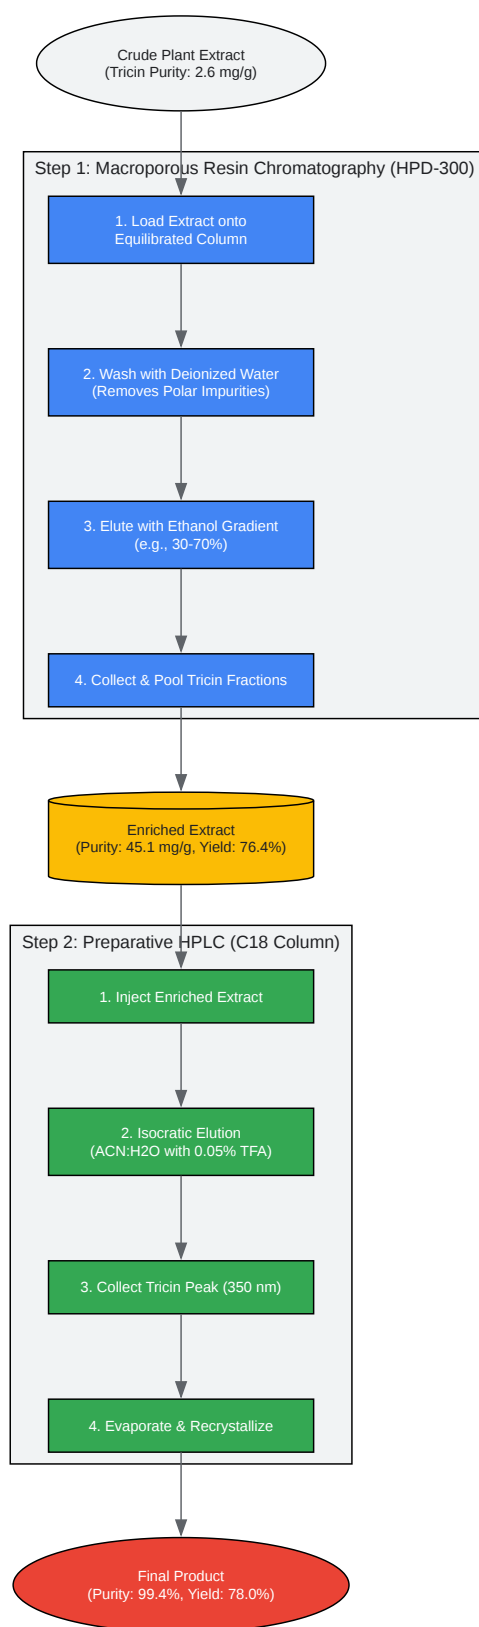 Crude Plant Extract
(Tricin Purity: 2.6 mg/g)
Step 1: Macroporous Resin Chromatography (HPD-300)
1. Load Extract onto
Equilibrated Column
2. Wash with Deionized Water
(Removes Polar Impurities)
3. Elute with Ethanol Gradient
(e.g., 30-70%)
4. Collect & Pool Tricin Fractions
Enriched Extract
(Purity: 45.1 mg/g, Yield: 76.4%)
Step 2: Preparative HPLC (C18 Column)
1. Inject Enriched Extract
2. Isocratic Elution
(ACN:H2O with 0.05% TFA)
3. Collect Tricin Peak (350 nm)
4. Evaporate & Recrystallize
Final Product
(Purity: 99.4%, Yield: 78.0%)